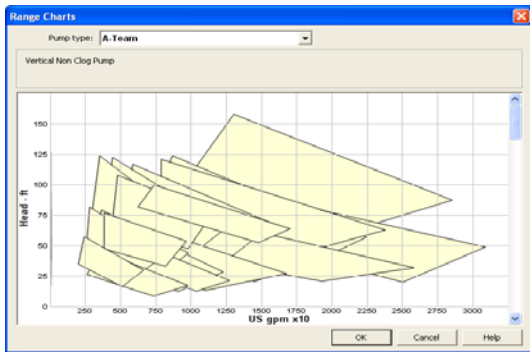 Range Charts
Pump type: A-Team
Vertical Non Clog Pump
Head - ft
150
125
100
75
50
25
0
250 500 750 1000 1250 1500 1750 2000 2250 2500 2750 3000
US gpm x10
OK Cancel Help